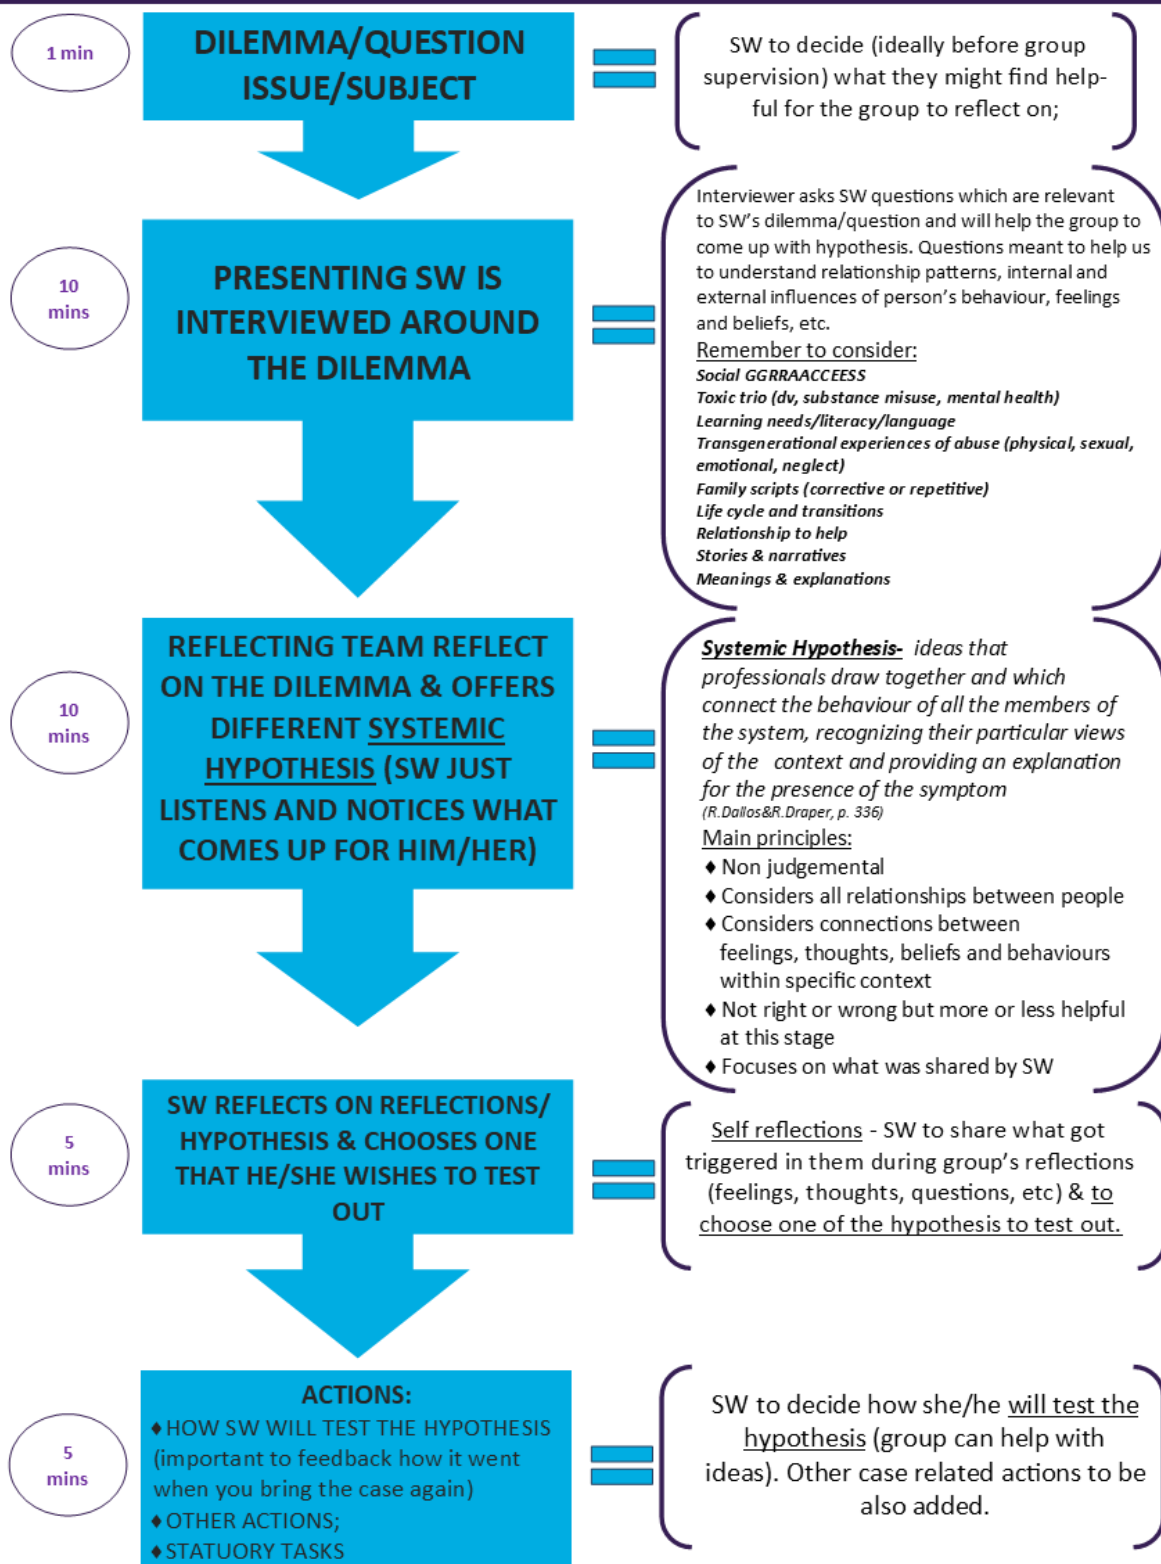 1 min
DILEMMA/QUESTION
ISSUE/SUBJECT
SW to decide (ideally before group
supervision) what they might find help-
ful for the group to reflect on;
10
mins
PRESENTING SW IS
INTERVIEWED AROUND
THE DILEMMA
Interviewer asks SW questions which are relevant
to SW's dilemma/question and will help the group to
come up with hypothesis. Questions meant to help us
to understand relationship patterns, internal and
external influences of person's behaviour, feelings
and beliefs, etc.
Remember to consider:
Social GGRRAACCEESS
Toxic trio (dv, substance misuse, mental health)
Learning needs/literacy/language
Transgenerational experiences of abuse (physical, sexual,
emotional, neglect)
Family scripts (corrective or repetitive)
Life cycle and transitions
Relationship to help
Stories & narratives
Meanings & explanations
10
mins
REFLECTING TEAM REFLECT
ON THE DILEMMA & OFFERS
DIFFERENT SYSTEMIC
HYPOTHESIS (SW JUST
LISTENS AND NOTICES WHAT
COMES UP FOR HIM/HER)
Systemic Hypothesis- ideas that
professionals draw together and which
connect the behaviour of all the members of
the system, recognizing their particular views
of the context and providing an explanation
for the presence of the symptom
(R.Dallos&R.Draper, p. 336)
Main principles:
♦ Non judgemental
♦ Considers all relationships between people
♦ Considers connections between
feelings, thoughts, beliefs and behaviours
within specific context
♦ Not right or wrong but more or less helpful
at this stage
♦ Focuses on what was shared by SW
5
mins
SW REFLECTS ON REFLECTIONS/
HYPOTHESIS & CHOOSES ONE
THAT HE/SHE WISHES TO TEST
OUT
Self reflections - SW to share what got
triggered in them during group's reflections
(feelings, thoughts, questions, etc) & to
choose one of the hypothesis to test out.
5
mins
ACTIONS:
♦ HOW SW WILL TEST THE HYPOTHESIS
(important to feedback how it went
when you bring the case again)
♦ OTHER ACTIONS;
♦ STATUORY TASKS
SW to decide how she/he will test the
hypothesis (group can help with
ideas). Other case related actions to be
also added.